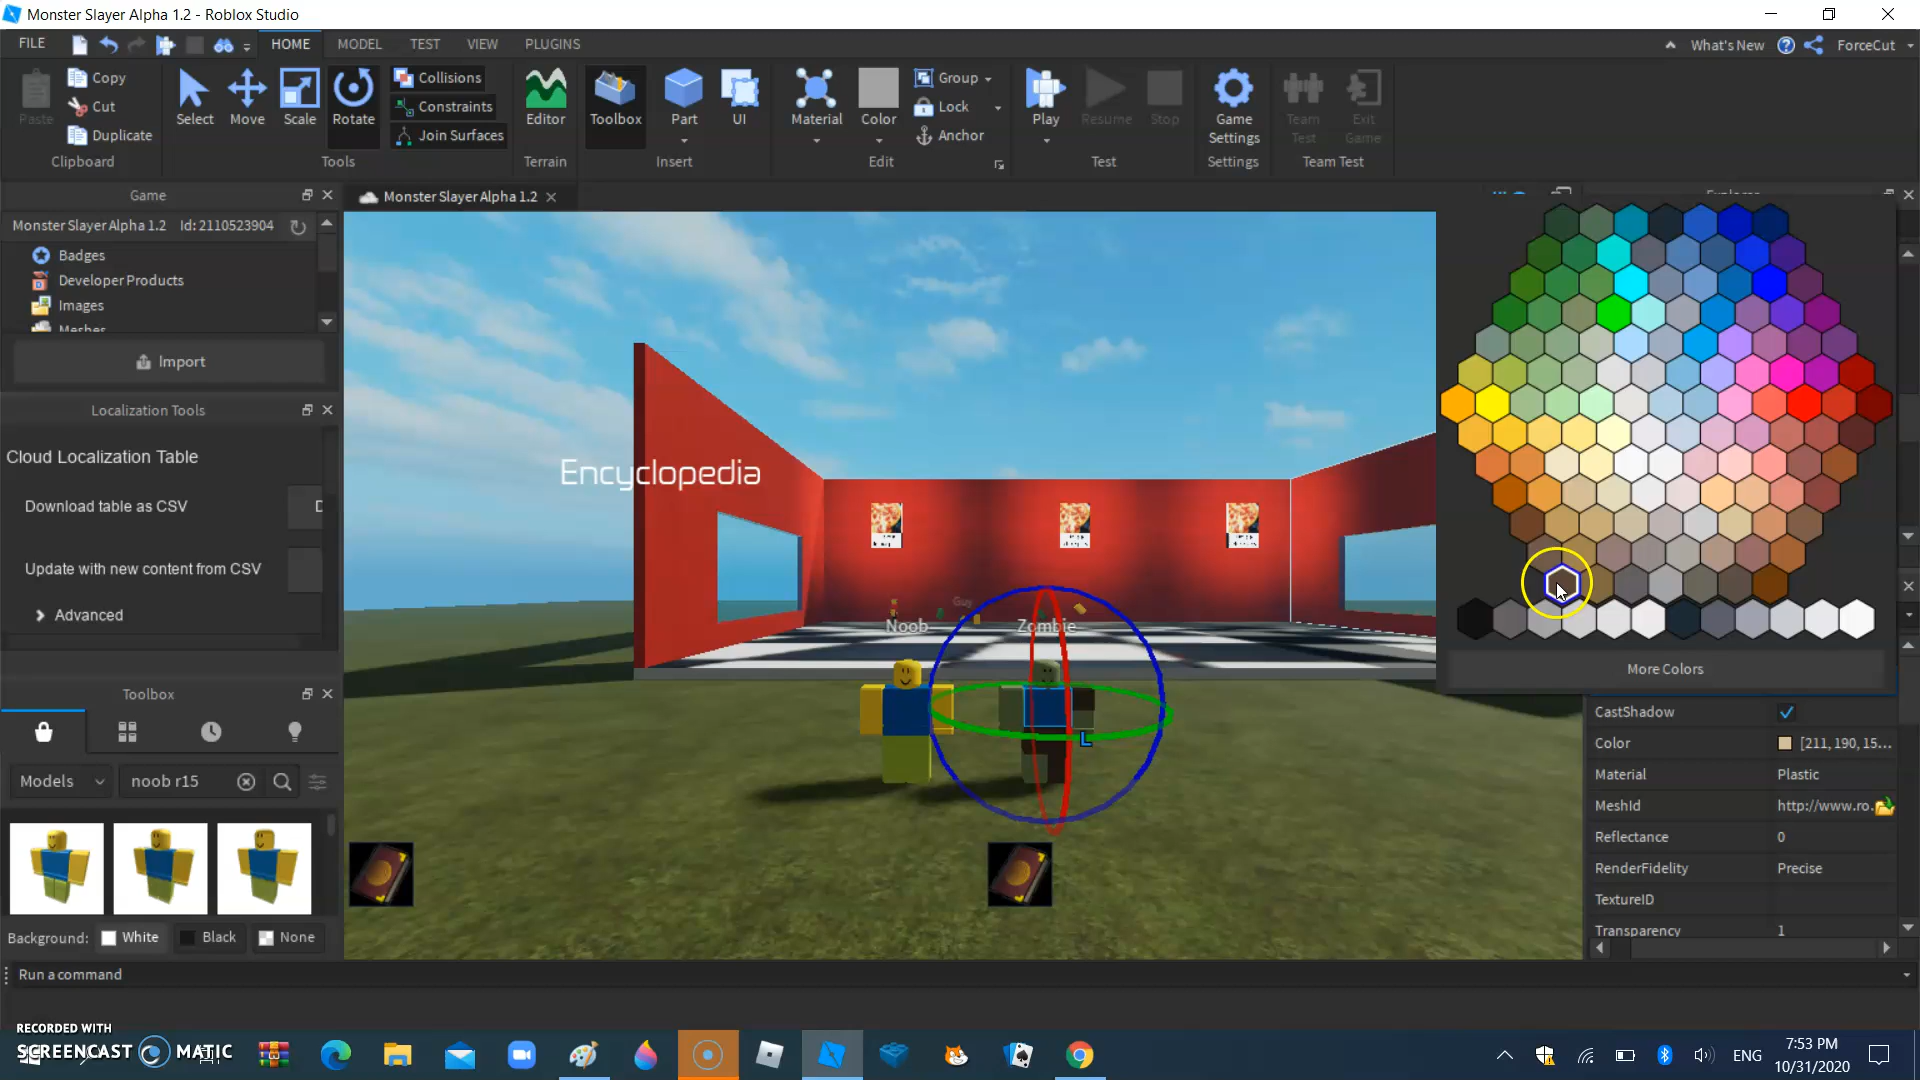 Monster Slayer Alpha 1.2 - Roblox Studio
FILE
HOME
MODEL
TEST
VIEW
PLUGINS
What's New
ForceCut
Paste
Copy
Cut
Duplicate
Clipboard
Select
Move
Scale
Rotate
Collisions
Constraints
Join Surfaces
Tools
Editor
Terrain
Toolbox
Part
UI
Insert
Material
Color
Group
Lock
Anchor
Edit
Play
Resume
Stop
Test
Game Settings
Settings
Team Test
Exit Game
Team Test
Game
Monster Slayer Alpha 1.2 Id: 2110523904
Badges
Developer Products
Images
Meshes
Import
Localization Tools
Cloud Localization Table
Download table as CSV
D
Update with new content from CSV
Advanced
Toolbox
Models
noob r15
Background:
White
Black
None
Run a command
Monster Slayer Alpha 1.2
Encyclopedia
Guy
Noob
Zombie
L
Explorer
More Colors
CastShadow
Color [211, 190, 15...
Material Plastic
MeshId http://www.ro.
Reflectance 0
RenderFidelity Precise
TextureID
Transparency 1
RECORDED WITH
SCREENCAST MATIC
ENG
7:53 PM
10/31/2020